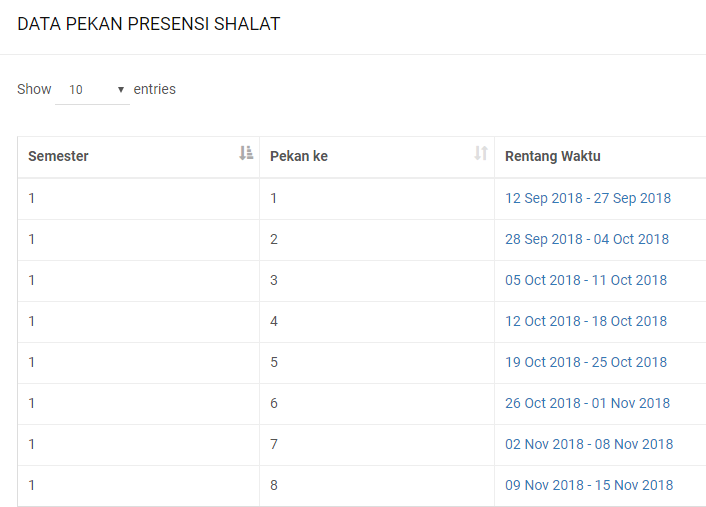 DATA PEKAN PRESENSI SHALAT
Show 10 entries
Semester Pekan ke Rentang Waktu
1 1 12 Sep 2018 - 27 Sep 2018
1 2 28 Sep 2018 - 04 Oct 2018
1 3 05 Oct 2018 - 11 Oct 2018
1 4 12 Oct 2018 - 18 Oct 2018
1 5 19 Oct 2018 - 25 Oct 2018
1 6 26 Oct 2018 - 01 Nov 2018
1 7 02 Nov 2018 - 08 Nov 2018
1 8 09 Nov 2018 - 15 Nov 2018